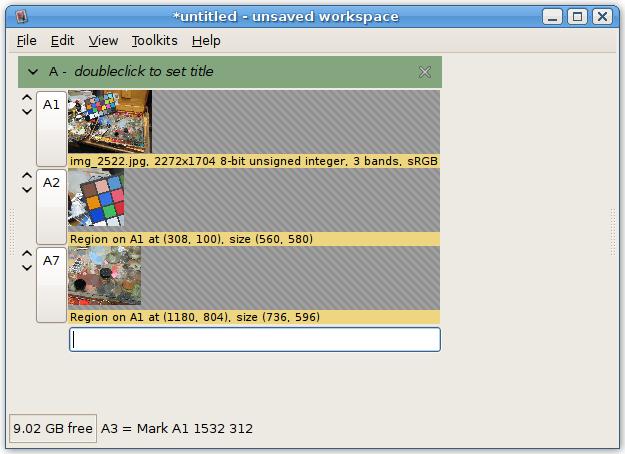 *untitled - unsaved workspace
File Edit View Toolkits Help
A - doubleclick to set title
A1
img_2522.jpg, 2272x1704 8-bit unsigned integer, 3 bands, sRGB
A2
Region on A1 at (308, 100), size (560, 580)
A7
Region on A1 at (1180, 804), size (736, 596)
9.02 GB free A3 = Mark A1 1532 312